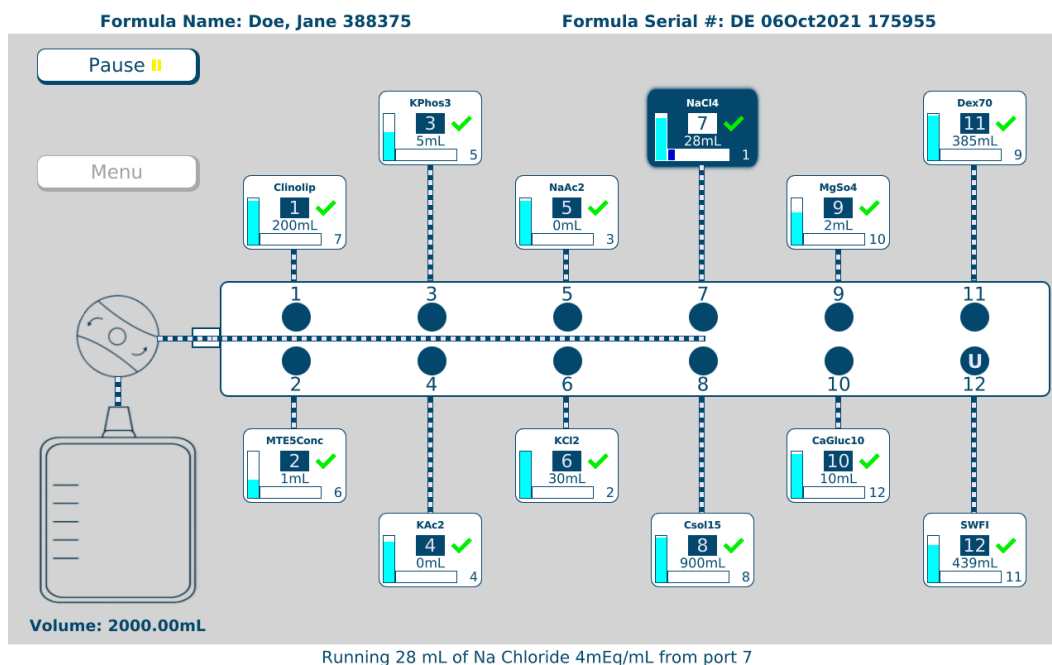 Formula Name: Doe, Jane 388375
Formula Serial #: DE 06Oct2021 175955
Pause
Menu
KPhos3
3
5mL
5
NaCl4
7
28mL
1
Dex70
11
385mL
9
Clinolip
1
200mL
7
NaAc2
5
0mL
3
MgSo4
9
2mL
10
1
3
5
7
9
11
U
2
4
6
8
10
12
MTE5Conc
2
1mL
6
KCl2
6
30mL
2
CaGluc10
10
10mL
12
KAc2
4
0mL
4
Csol15
8
900mL
8
SWFI
12
439mL
11
Volume: 2000.00mL
Running 28 mL of Na Chloride 4mEq/mL from port 7